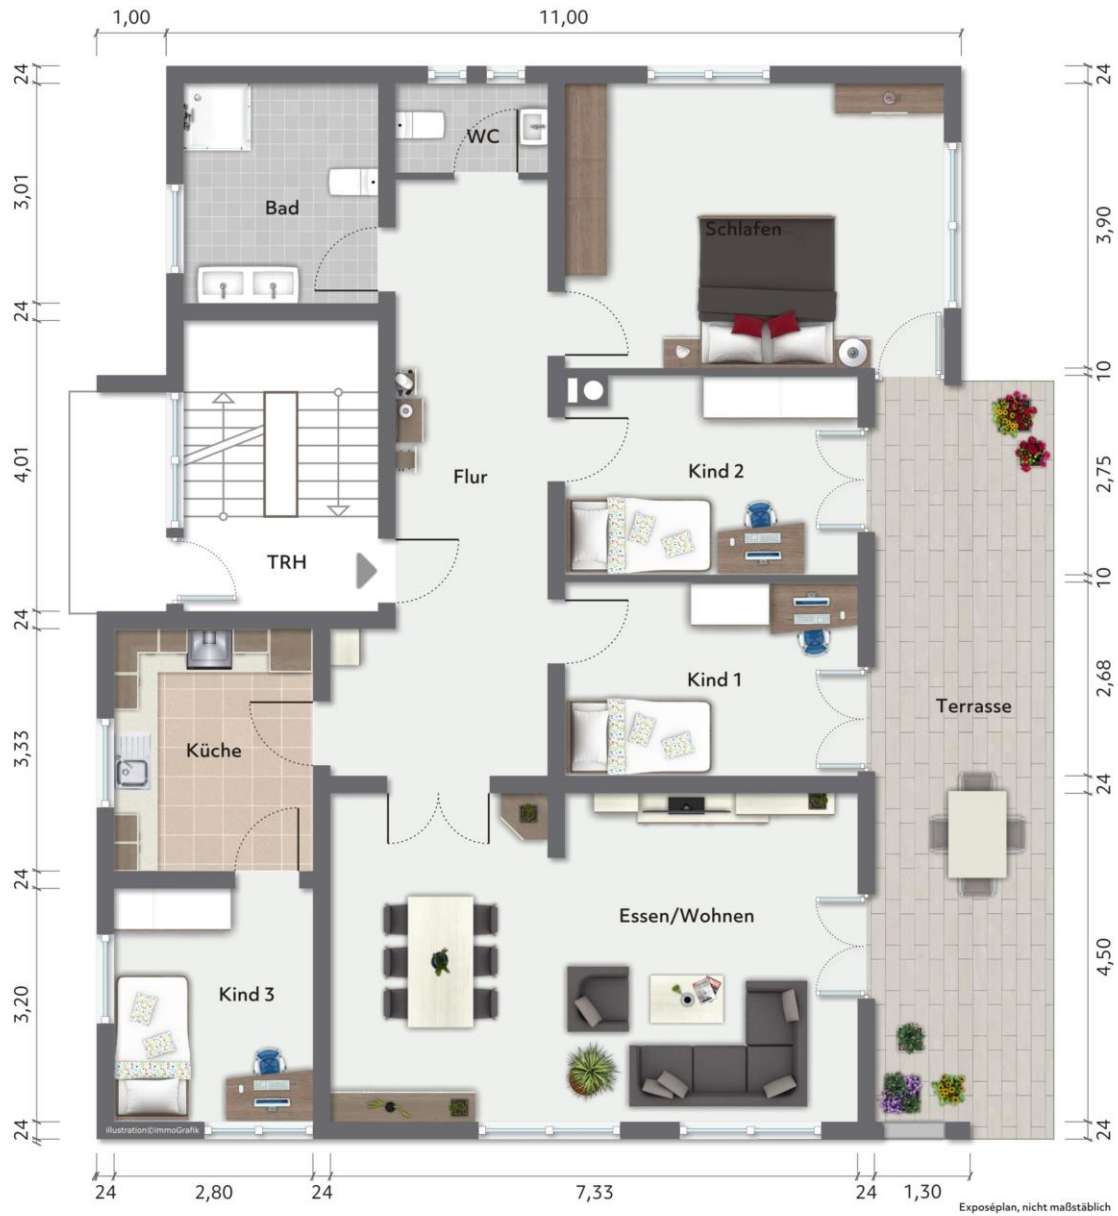 1,00
11,00
24
24
3,01
3,90
24
10
4,01
2,75
10
24
2,68
3,33
24
24
4,50
3,20
24
24
WC
Bad
Schlafen
Flur
Kind 2
TRH
Kind 1
Terrasse
Küche
Essen/Wohnen
Kind 3
illustration©immoGrafik
24
2,80
24
7,33
24
1,30
Exposéplan, nicht maßstäblich